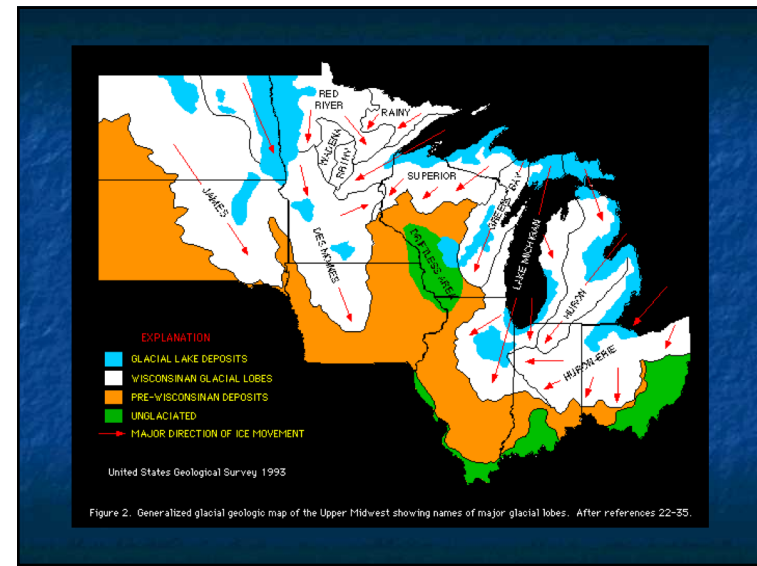 RED
RIVER
RAINY
WADENA
RAINY
SUPERIOR
GREEN BAY
JAMES
DES MOINES
DRIFTLESS AREA
LAKE MICHIGAN
HURON
HURON-ERIE
EXPLANATION
GLACIAL LAKE DEPOSITS
WISCONSINAN GLACIAL LOBES
PRE-WISCONSINAN DEPOSITS
UNGLACIATED
MAJOR DIRECTION OF ICE MOVEMENT
United States Geological Survey 1993
Figure 2. Generalized glacial geologic map of the Upper Midwest showing names of major glacial lobes. After references 22-35.